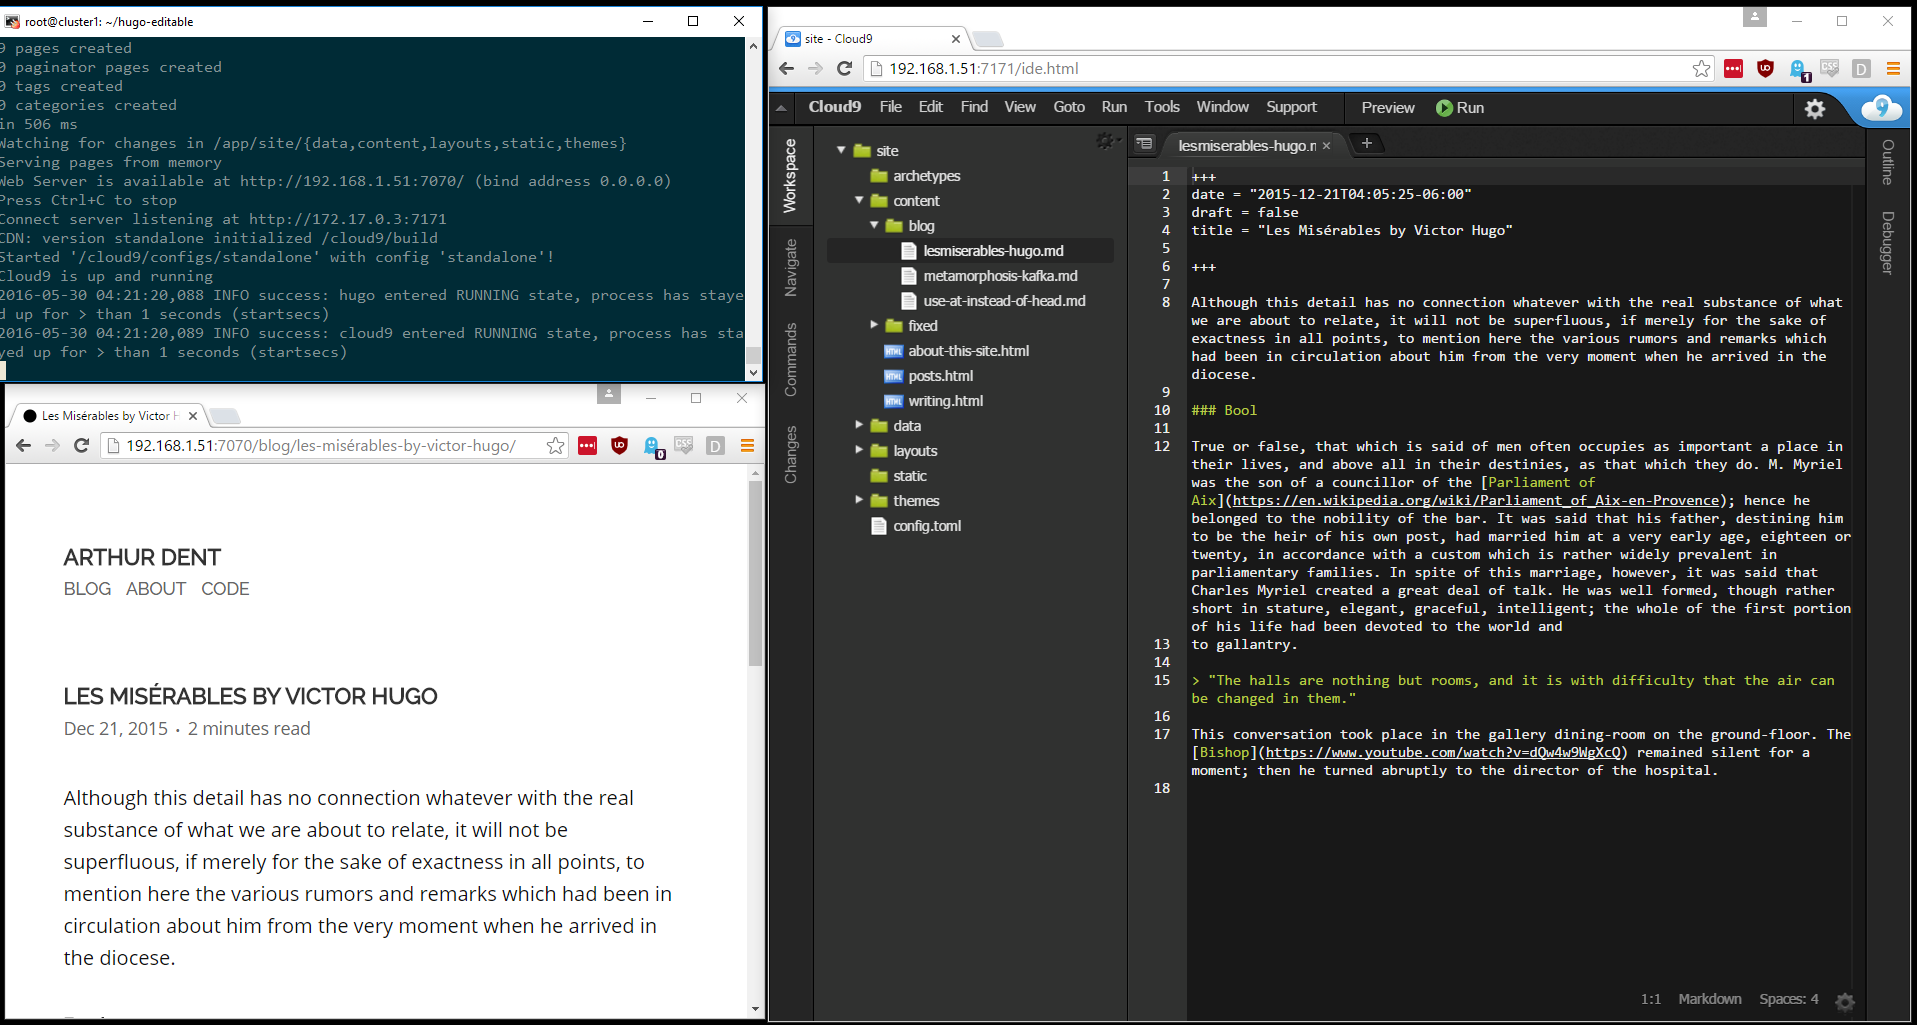 root@cluster1: ~/hugo-editable
9 pages created
0 paginator pages created
0 tags created
0 categories created
in 506 ms
Watching for changes in /app/site/{data,content,layouts,static,themes}
Serving pages from memory
Web Server is available at http://192.168.1.51:7070/ (bind address 0.0.0.0)
Press Ctrl+C to stop
Connect server listening at http://172.17.0.3:7171
CDN: version standalone initialized /cloud9/build
Started '/cloud9/configs/standalone' with config 'standalone'!
Cloud9 is up and running
2016-05-30 04:21:20,088 INFO success: hugo entered RUNNING state, process has staye
d up for > than 1 seconds (startsecs)
2016-05-30 04:21:20,089 INFO success: cloud9 entered RUNNING state, process has sta
yed up for > than 1 seconds (startsecs)
Les Misérables by Victor H
192.168.1.51:7070/blog/les-misérables-by-victor-hugo/
0
CSS
D
ARTHUR DENT
BLOG ABOUT CODE
LES MISÉRABLES BY VICTOR HUGO
Dec 21, 2015 · 2 minutes read
Although this detail has no connection whatever with the real
substance of what we are about to relate, it will not be
superfluous, if merely for the sake of exactness in all points, to
mention here the various rumors and remarks which had been in
circulation about him from the very moment when he arrived in
the diocese.
site - Cloud9
192.168.1.51:7171/ide.html
1
CSS
D
Cloud9 File Edit Find View Goto Run Tools Window Support Preview Run
9
Workspace
Navigate
Commands
Changes
site
archetypes
content
blog
lesmiserables-hugo.md
metamorphosis-kafka.md
use-at-instead-of-head.md
fixed
HTML about-this-site.html
HTML posts.html
HTML writing.html
data
layouts
static
themes
config.toml
lesmiserables-hugo.m
1 +++
2 date = "2015-12-21T04:05:25-06:00"
3 draft = false
4 title = "Les Misérables by Victor Hugo"
5
6 +++
7
8 Although this detail has no connection whatever with the real substance of what
we are about to relate, it will not be superfluous, if merely for the sake of
exactness in all points, to mention here the various rumors and remarks which
had been in circulation about him from the very moment when he arrived in the
diocese.
9
10 ### Bool
11
12 True or false, that which is said of men often occupies as important a place in
their lives, and above all in their destinies, as that which they do. M. Myriel
was the son of a councillor of the [Parliament of
Aix](https://en.wikipedia.org/wiki/Parliament_of_Aix-en-Provence); hence he
belonged to the nobility of the bar. It was said that his father, destining him
to be the heir of his own post, had married him at a very early age, eighteen or
twenty, in accordance with a custom which is rather widely prevalent in
parliamentary families. In spite of this marriage, however, it was said that
Charles Myriel created a great deal of talk. He was well formed, though rather
short in stature, elegant, graceful, intelligent; the whole of the first portion
of his life had been devoted to the world and
13 to gallantry.
14
15 > "The halls are nothing but rooms, and it is with difficulty that the air can
be changed in them."
16
17 This conversation took place in the gallery dining-room on the ground-floor. The
[Bishop](https://www.youtube.com/watch?v=dQw4w9WgXcQ) remained silent for a
moment; then he turned abruptly to the director of the hospital.
18
1:1 Markdown Spaces: 4
Outline
Debugger